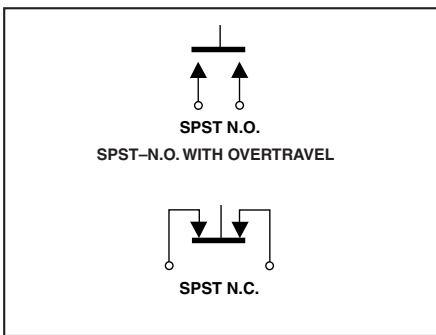 SPST N.O.
SPST–N.O. WITH OVERTRAVEL
SPST N.C.